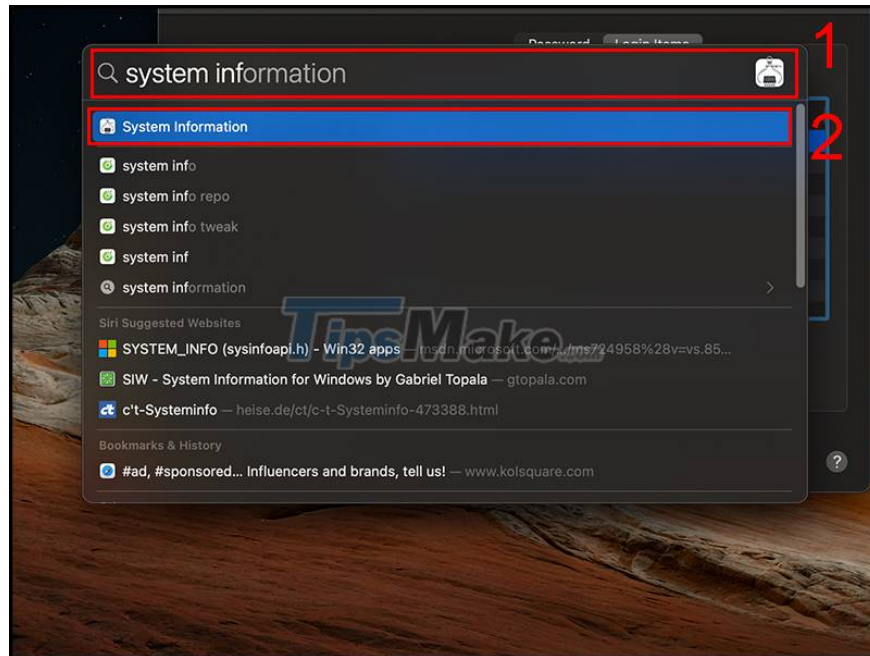 Password Login Items
1
system information
2
System Information
system info
system info repo
system info tweak
system inf
system information
Siri Suggested Websites
SYSTEM_INFO (sysinfoapi.h) - Win32 apps — msdn.microsoft.com/../ms724958%28v=vs.85...
SIW - System Information for Windows by Gabriel Topala — gtopala.com
c't-Systeminfo — heise.de/ct/c-t-Systeminfo-473388.html
Bookmarks & History
#ad, #sponsored... Influencers and brands, tell us! — www.kolsquare.com
?
TipsMake